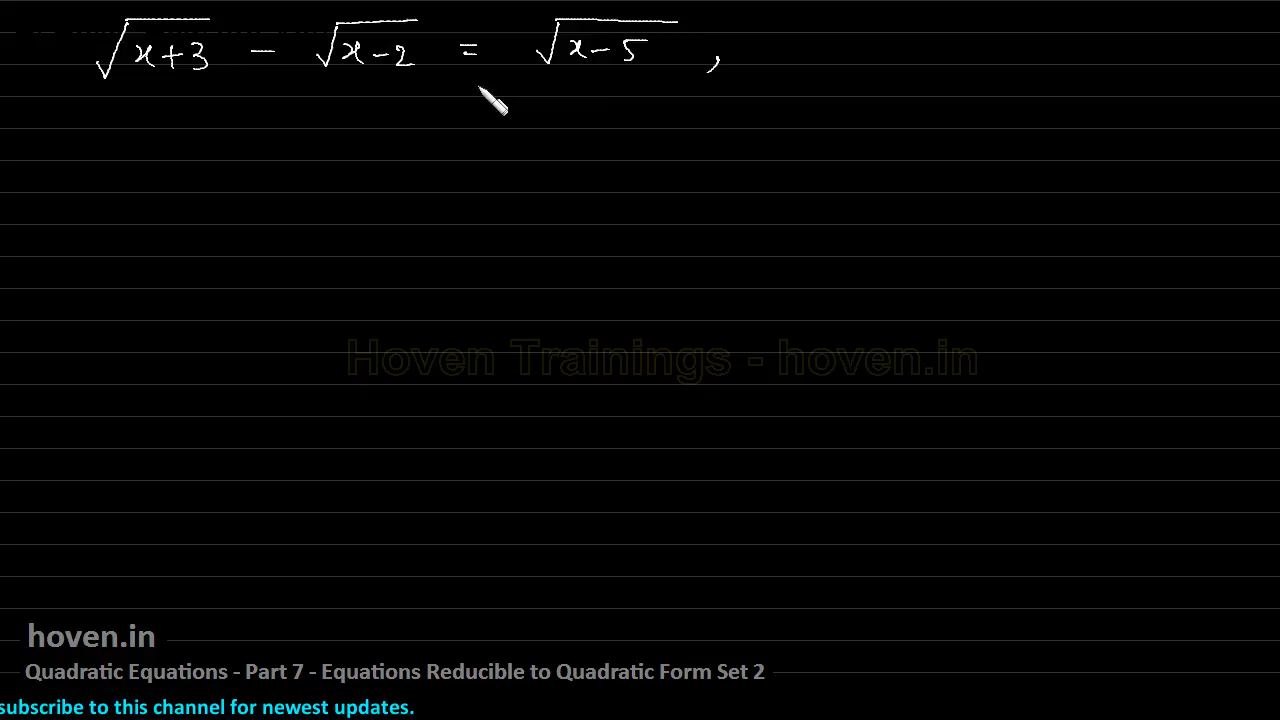 √(x+3) - √(x-2) = √(x-5) ,
Hoven Trainings - hoven.in
hoven.in
Quadratic Equations - Part 7 - Equations Reducible to Quadratic Form Set 2
subscribe to this channel for newest updates.